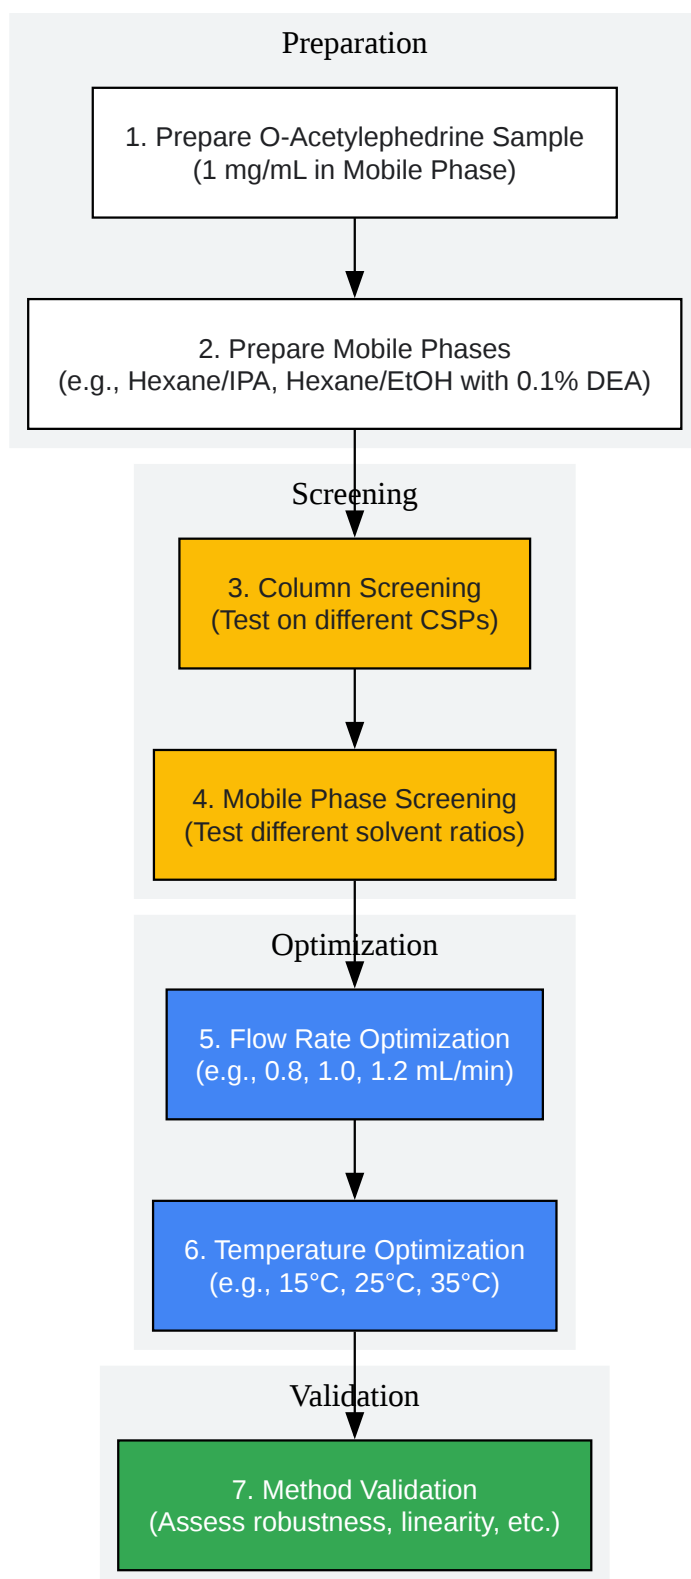 Preparation
1. Prepare O-Acetylephedrine Sample
(1 mg/mL in Mobile Phase)
2. Prepare Mobile Phases
(e.g., Hexane/IPA, Hexane/EtOH with 0.1% DEA)
Screening
3. Column Screening
(Test on different CSPs)
4. Mobile Phase Screening
(Test different solvent ratios)
Optimization
5. Flow Rate Optimization
(e.g., 0.8, 1.0, 1.2 mL/min)
6. Temperature Optimization
(e.g., 15°C, 25°C, 35°C)
Validation
7. Method Validation
(Assess robustness, linearity, etc.)